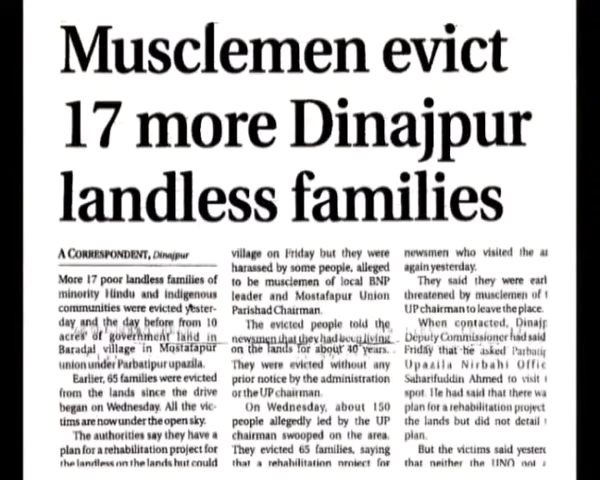 Musclemen evict
17 more Dinajpur
landless families
A CORRESPONDENT, Dinajpur
More 17 poor landless families of
minority Hindu and indigenous
communities were evicted yester-
day and the day before from 10
acres of government land in
Baradal village in Mostafapur
union under Parbatipur upazila.
Earlier, 65 families were evicted
from the lands since the drive
began on Wednesday. All the vic-
tims are now under the open sky.
The authorities say they have a
plan for a rehabilitation project for
the landless on the lands but could
village on Friday but they were
harassed by some people, alleged
to be musclemen of local BNP
leader and Mostafapur Union
Parishad Chairman.
The evicted people told the
newsmen that they had been living
on the lands for about 40 years.
They were evicted without any
prior notice by the administration
or the UP chairman.
On Wednesday, about 150
people allegedly led by the UP
chairman swooped on the area.
They evicted 65 families, saying
that a rehabilitation project for
newsmen who visited the
again yesterday.
They said they were earl
threatened by musclemen of
UP chairman to leave the place.
When contacted, Dinajp
Deputy Commissioner had said
Friday that he asked Parbatip
Upazila Nirbahi Offic
Saharifuddin Ahmed to visit
spot. He had said that there wa
plan for a rehabilitation project
the lands but did not detail
plan.
But the victims said yestere
that neither the UNO nor